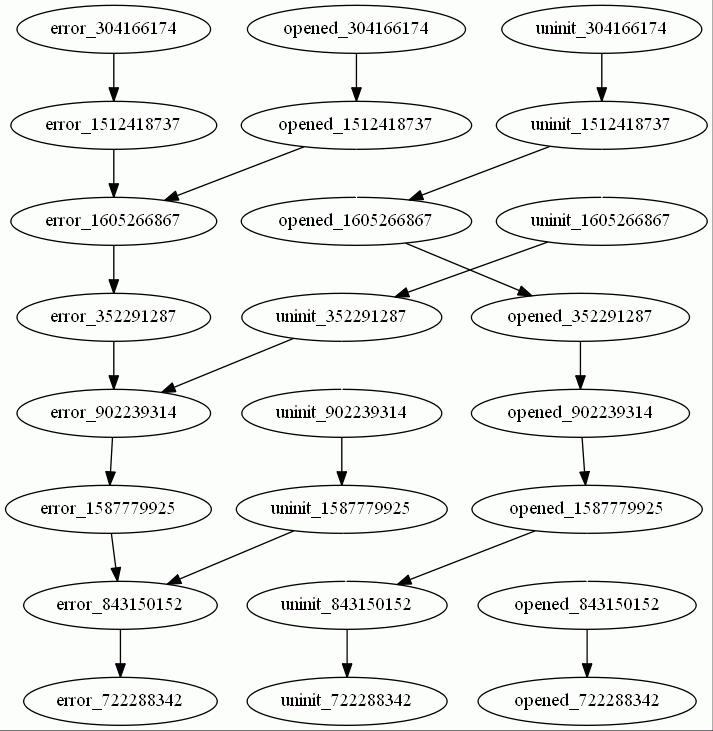 error_304166174 opened_304166174 uninit_304166174
error_1512418737 opened_1512418737 uninit_1512418737
error_1605266867 opened_1605266867 uninit_1605266867
error_352291287 uninit_352291287 opened_352291287
error_902239314 uninit_902239314 opened_902239314
error_1587779925 uninit_1587779925 opened_1587779925
error_843150152 uninit_843150152 opened_843150152
error_722288342 uninit_722288342 opened_722288342